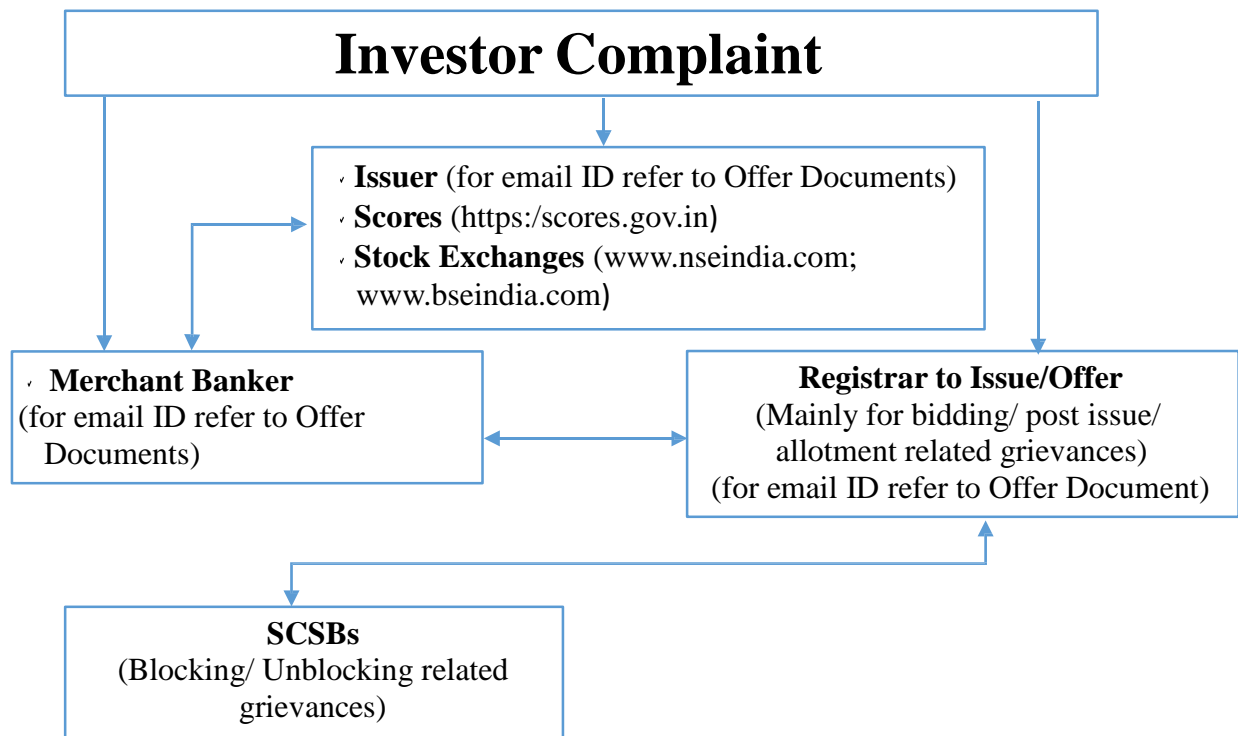 Investor Complaint
✓ Issuer (for email ID refer to Offer Documents)
✓ Scores (https:/scores.gov.in)
✓ Stock Exchanges (www.nseindia.com;
www.bseindia.com)
✓ Merchant Banker
(for email ID refer to Offer
Documents)
Registrar to Issue/Offer
(Mainly for bidding/ post issue/
allotment related grievances)
(for email ID refer to Offer Document)
SCSBs
(Blocking/ Unblocking related
grievances)